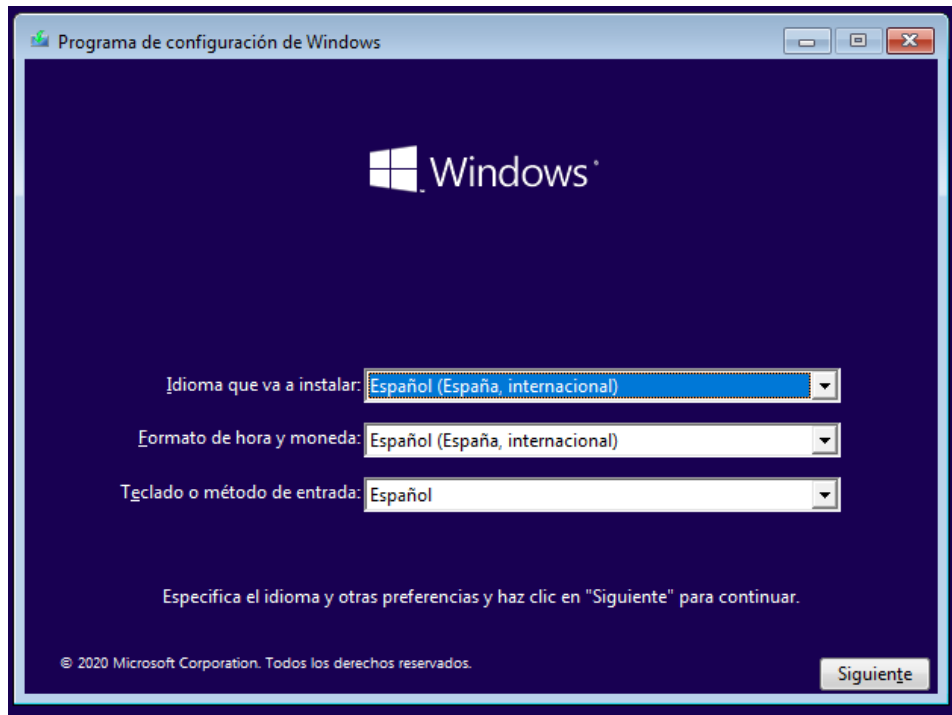 Programa de configuración de Windows
Windows
Idioma que va a instalar: Español (España, internacional)
Formato de hora y moneda: Español (España, internacional)
Teclado o método de entrada: Español
Especifica el idioma y otras preferencias y haz clic en "Siguiente" para continuar.
© 2020 Microsoft Corporation. Todos los derechos reservados.
Siguiente